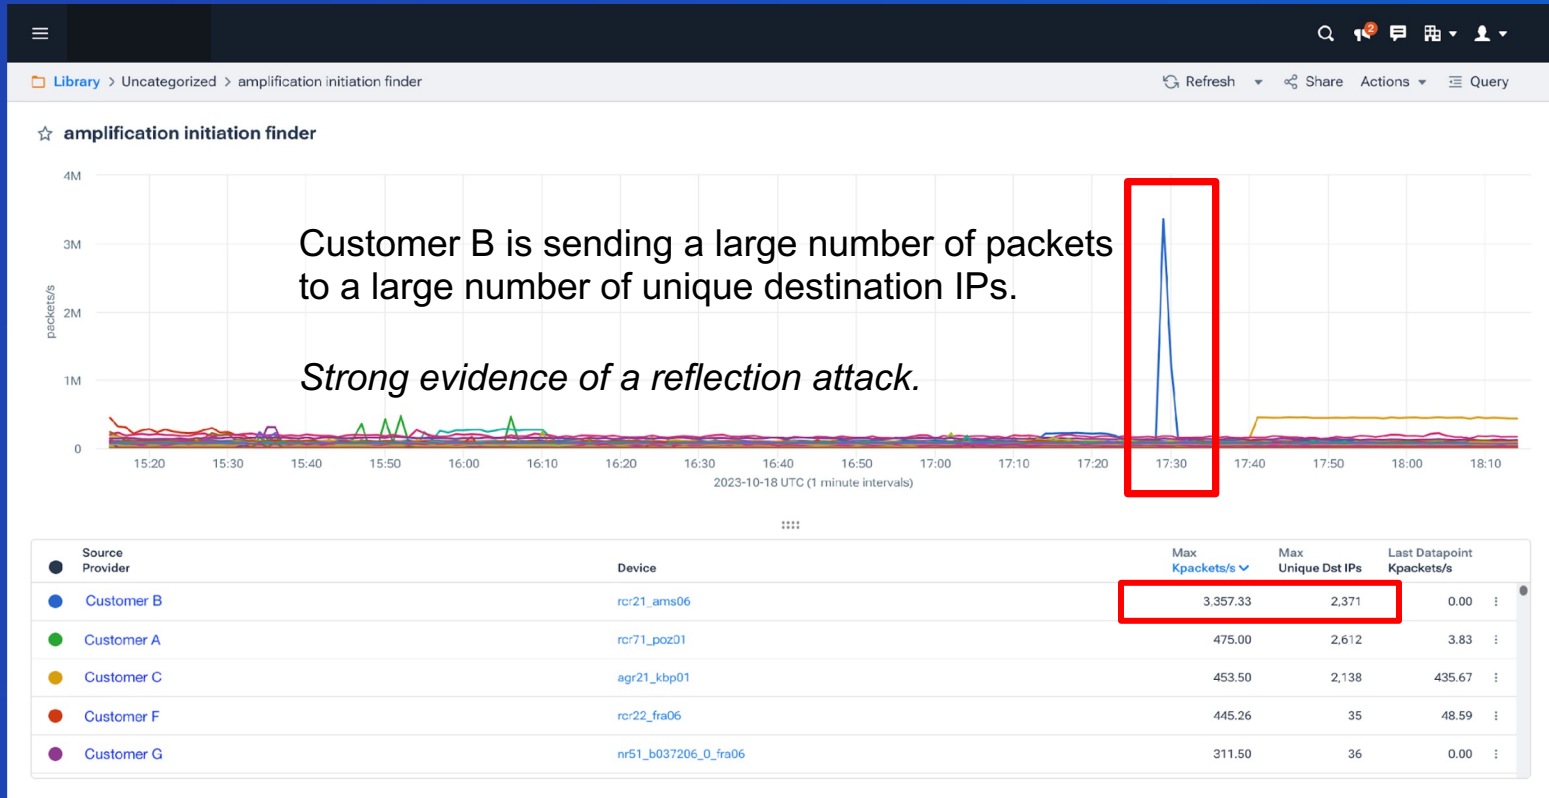 2
Library > Uncategorized > amplification initiation finder
Refresh Share Actions Query
amplification initiation finder
4M
3M
2M
1M
0
packets/s
Customer B is sending a large number of packets
to a large number of unique destination IPs.
Strong evidence of a reflection attack.
15:20 15:30 15:40 15:50 16:00 16:10 16:20 16:30 16:40 16:50 17:00 17:10 17:20 17:30 17:40 17:50 18:00 18:10
2023-10-18 UTC (1 minute intervals)
Source Max Max Last Datapoint
Provider Device Kpackets/s Unique Dst IPs Kpackets/s
Customer B rcr21_ams06 3,357.33 2,371 0.00
Customer A rcr71_poz01 475.00 2,612 3.83
Customer C agr21_kbp01 453.50 2,138 435.67
Customer F rcr22_fra06 445.26 35 48.59
Customer G nr51_b037206_0_fra06 311.50 36 0.00